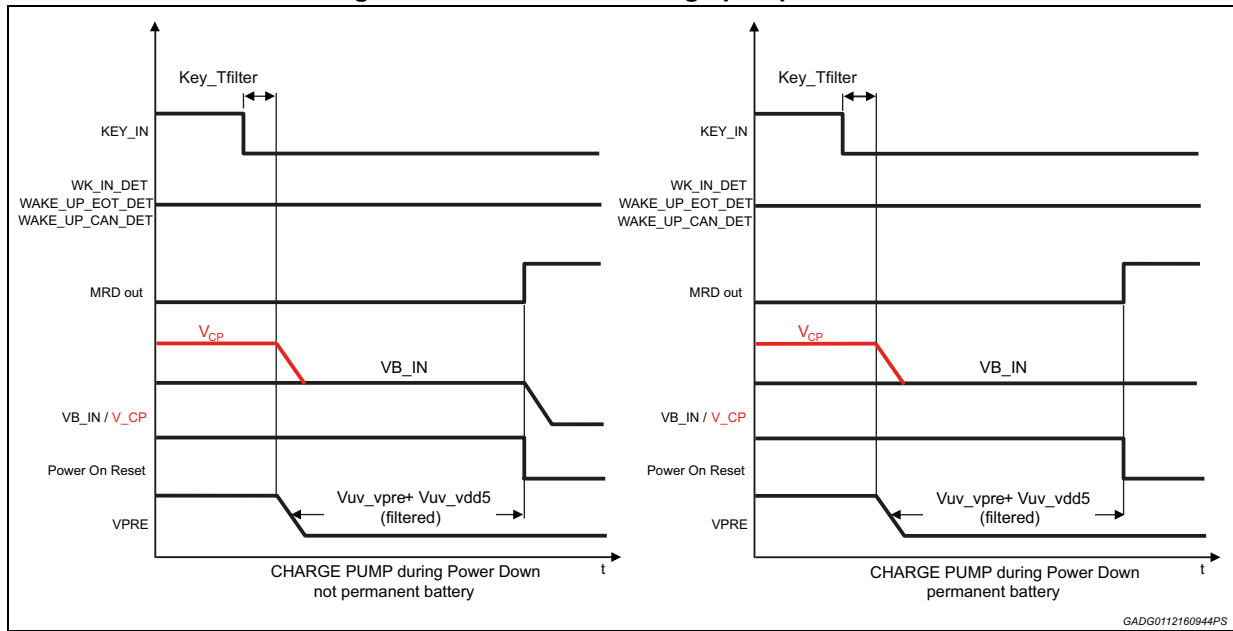 Key_Tfilter
KEY_IN
WK_IN_DET
WAKE_UP_EOT_DET
WAKE_UP_CAN_DET
MRD out
VCP
VB_IN
VB_IN / V_CP
Power On Reset
Vuv_vpre+ Vuv_vdd5
(filtered)
VPRE
CHARGE PUMP during Power Down
not permanent battery
t
Key_Tfilter
KEY_IN
WK_IN_DET
WAKE_UP_EOT_DET
WAKE_UP_CAN_DET
MRD out
VCP
VB_IN
VB_IN / V_CP
Power On Reset
Vuv_vpre+ Vuv_vdd5
(filtered)
VPRE
CHARGE PUMP during Power Down
permanent battery
t
GADG0112160944PS